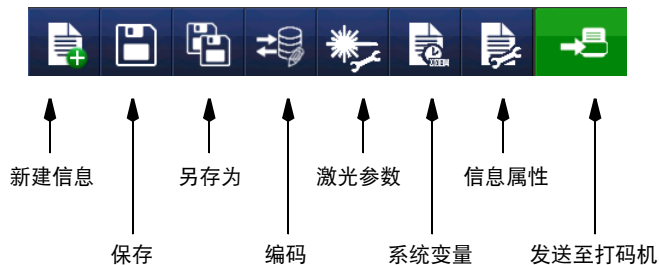 新建信息
另存为
激光参数
信息属性
保存
编码
系统变量
发送至打码机